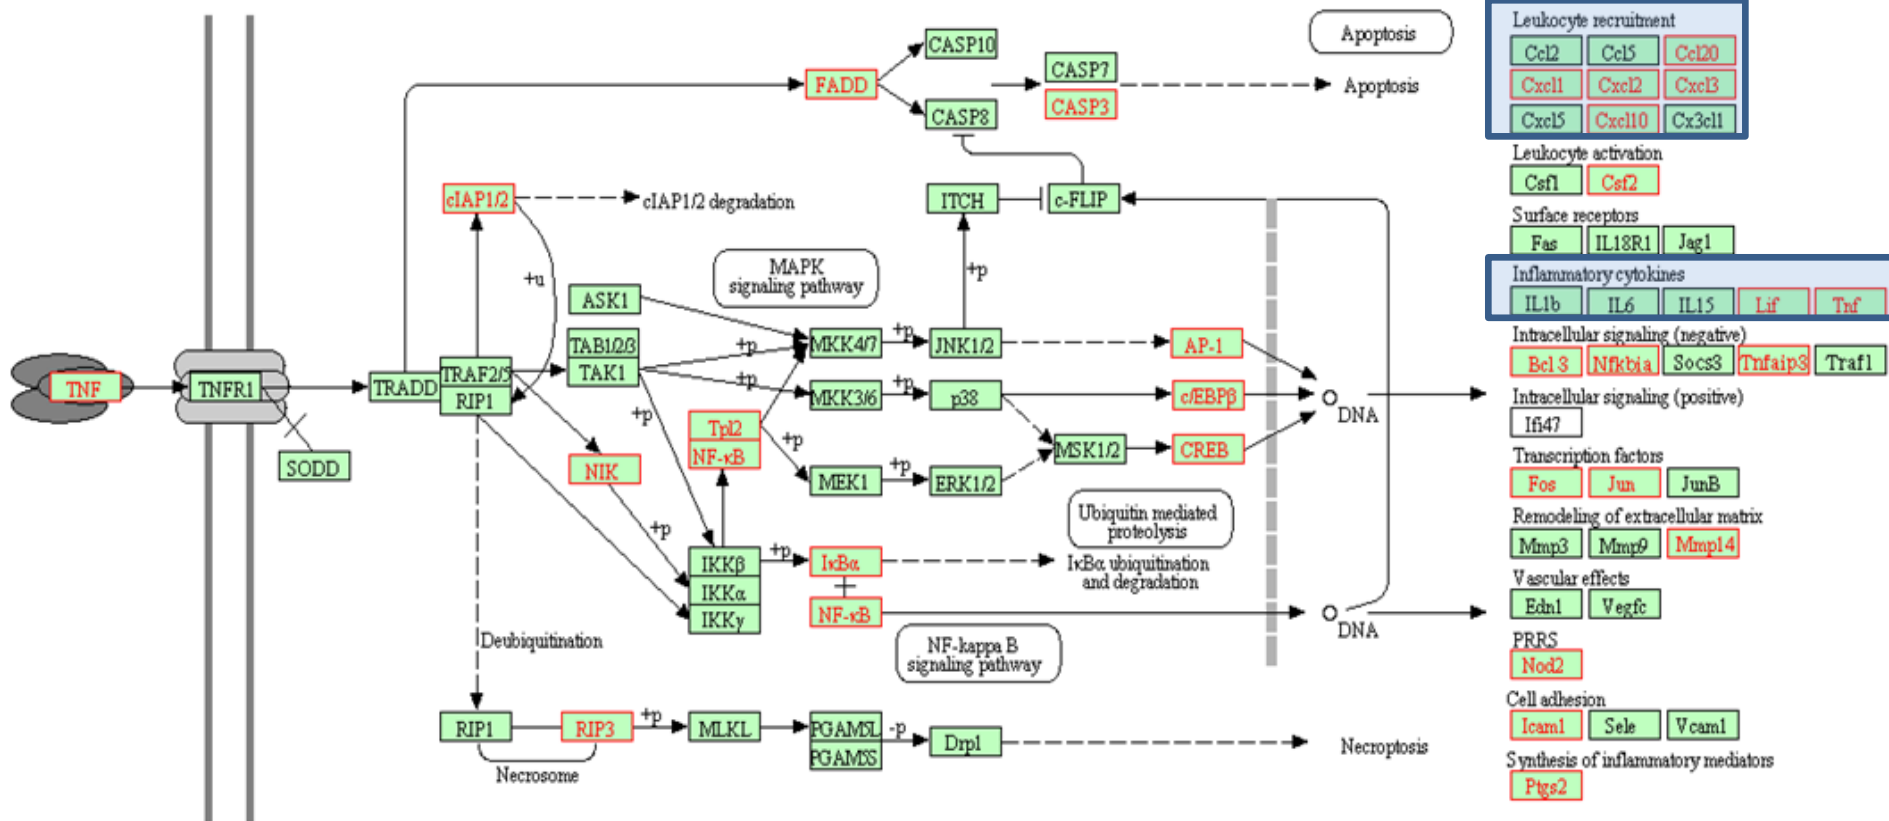 Apoptosis
CASP10
FADD
CASP7
Apoptosis
CASP3
CASP8
cIAP1/2
cIAP1/2 degradation
ITCH
c-FLIP
+u
MAPK
signaling pathway
+p
ASK1
TAB1/2/3
TAK1
+p
+p
MKK4/7
+p
JNK1/2
AP-1
TNF
TNFR1
TRADD
TRAF2/5
RIP1
MKK3/6
+p
p38
c/EBPβ
DNA
+p
Tpl2
NF-κB
+p
MSK1/2
CREB
SODD
NIK
MEK1
+p
ERK1/2
+p
Ubiquitin mediated
proteolysis
IKKβ
IKKα
IKKγ
+p
IκBα
IκBα ubiquitination
and degradation
NF-κB
DNA
Deubiquitination
NF-kappa B
signaling pathway
RIP1
RIP3
+p
MLKL
PGAM5L
PGAM5S
-p
Drp1
Necroptosis
Necrosome
Leukocyte recruitment
Ccl2 Ccl5 Ccl20
Cxcl1 Cxcl2 Cxcl3
Cxcl5 Cxcl10 Cx3cl1
Leukocyte activation
Csf1 Csf2
Surface receptors
Fas IL18R1 Jag1
Inflammatory cytokines
IL1b IL6 IL15 Lif Tnf
Intracellular signaling (negative)
Bcl3 Nfkbia Socs3 Tnfaip3 Traf1
Intracellular signaling (positive)
Ifi47
Transcription factors
Fos Jun JunB
Remodeling of extracellular matrix
Mmp3 Mmp9 Mmp14
Vascular effects
Edn1 Vegfc
PRRS
Nod2
Cell adhesion
Icam1 Sele Vcam1
Synthesis of inflammatory mediators
Ptgs2